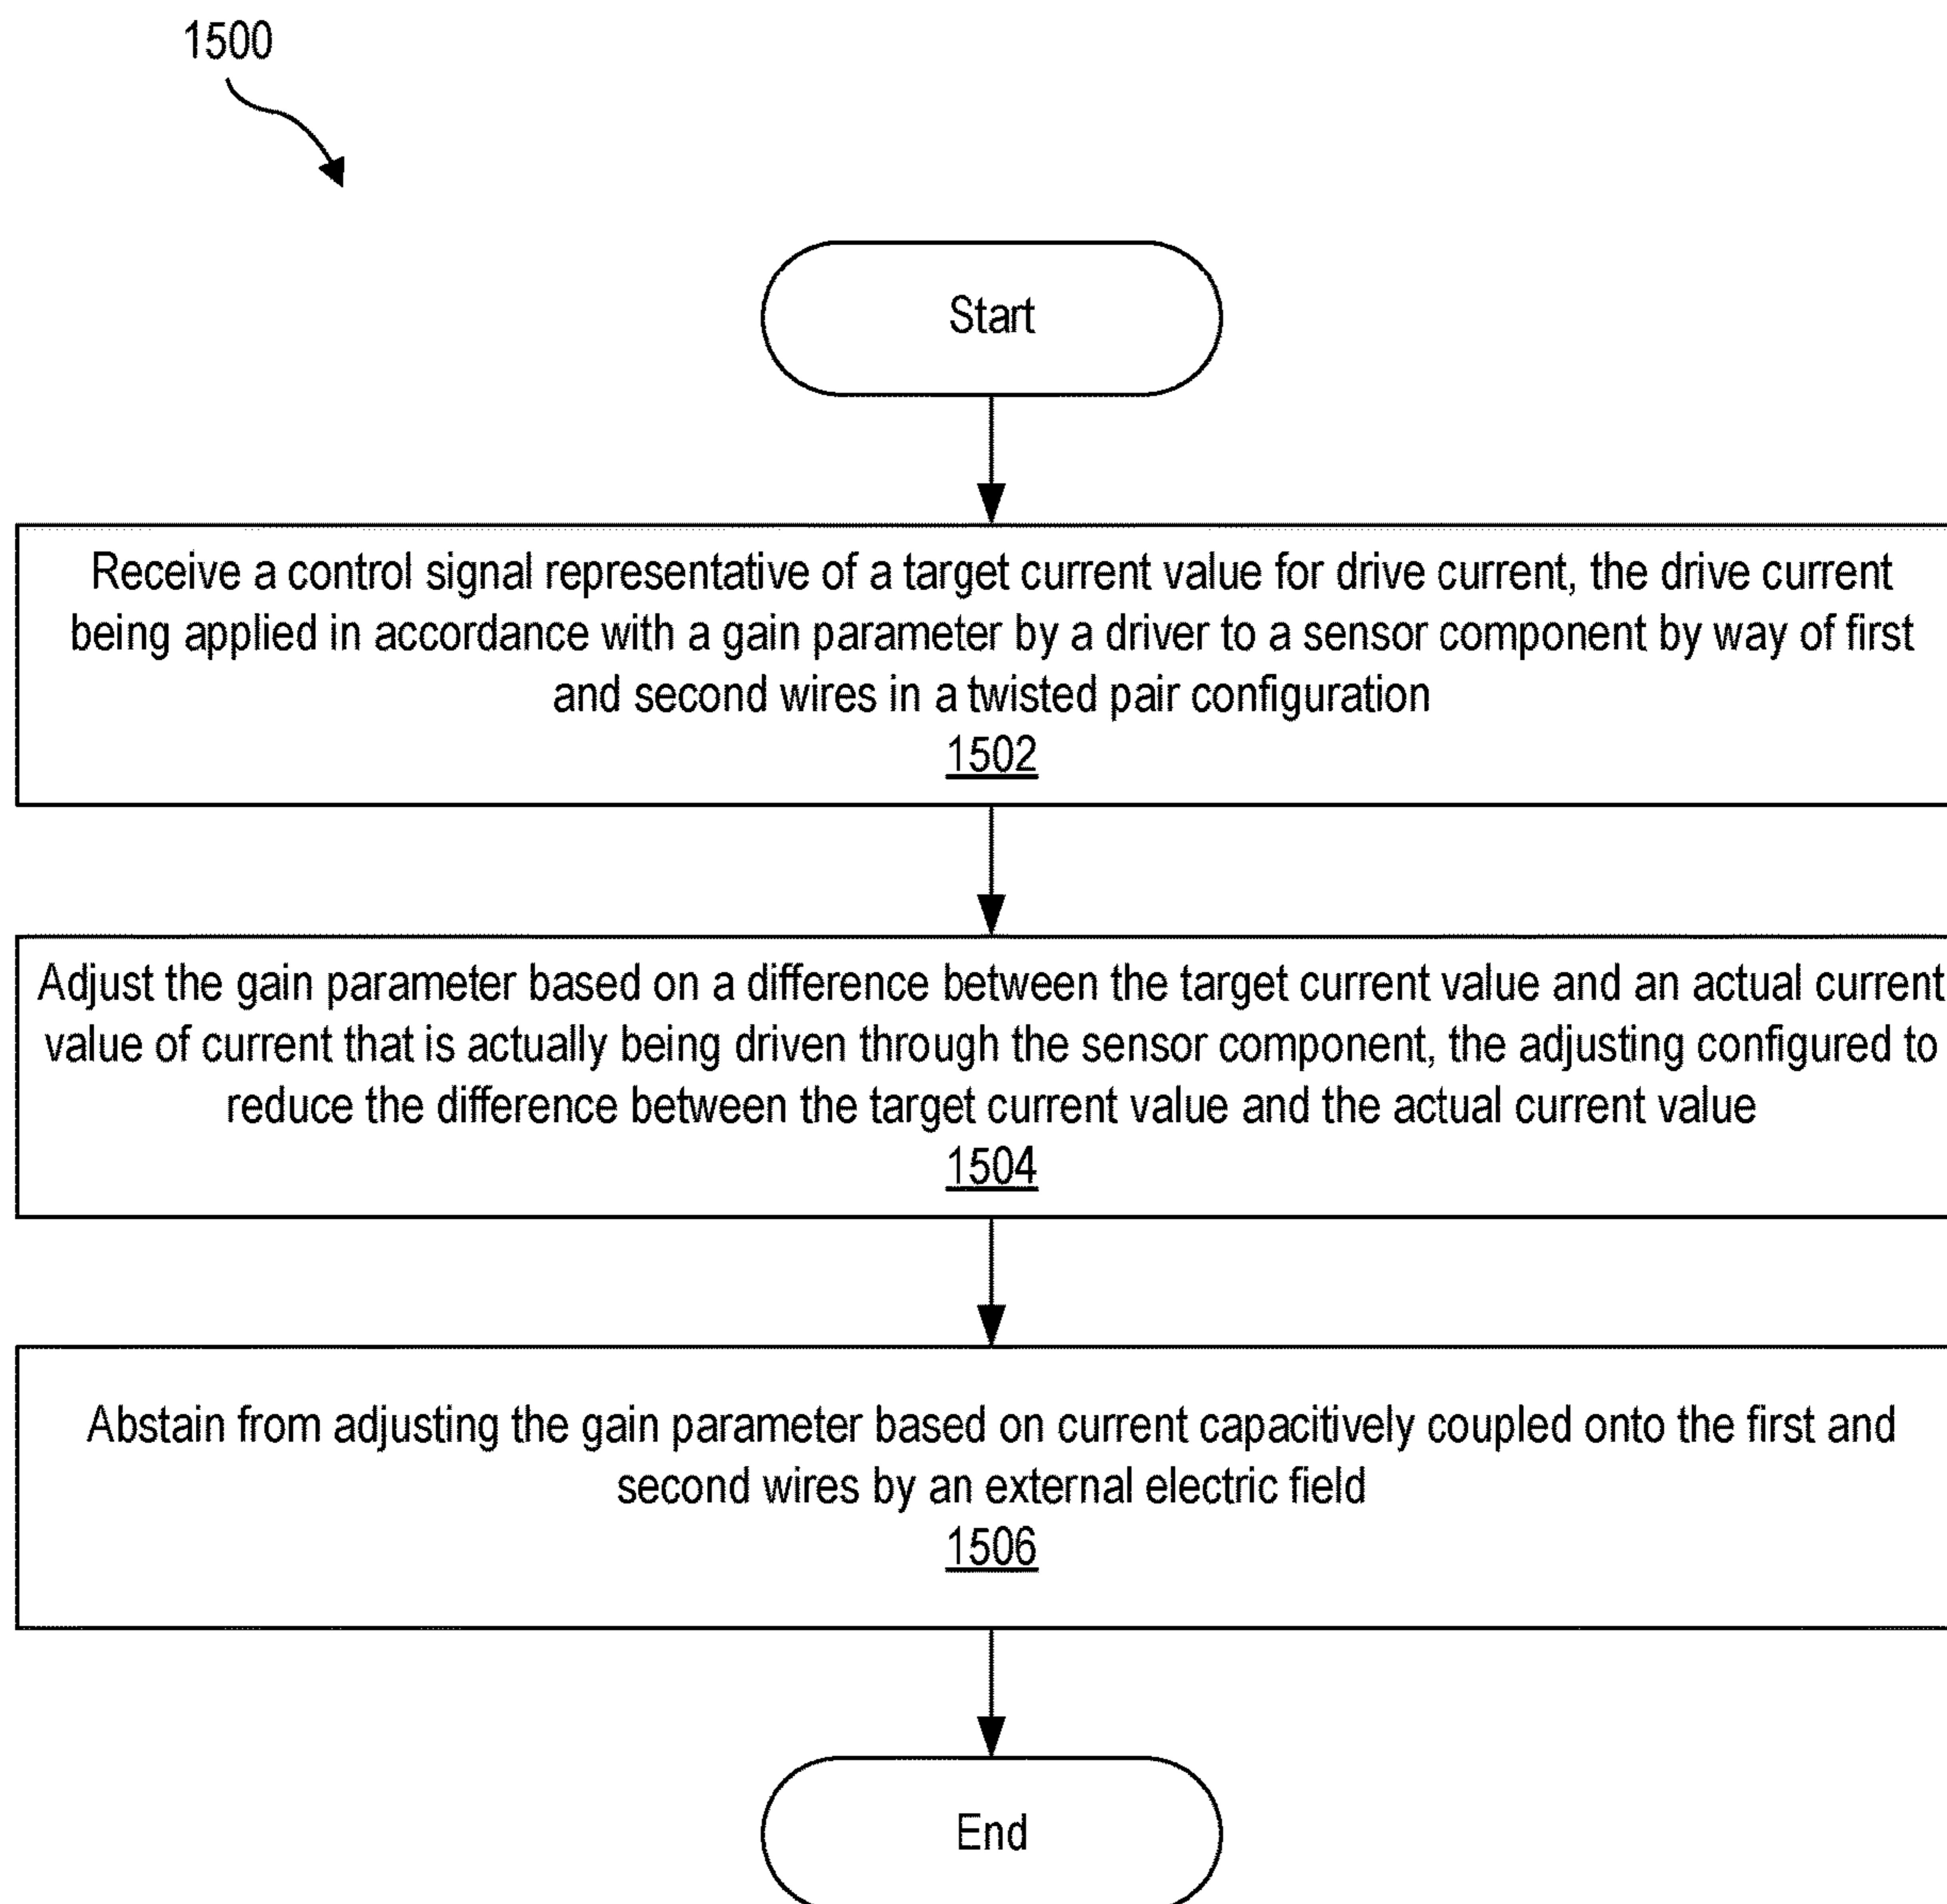 1500
Start
Receive a control signal representative of a target current value for drive current, the drive current
being applied in accordance with a gain parameter by a driver to a sensor component by way of first
and second wires in a twisted pair configuration
1502
Adjust the gain parameter based on a difference between the target current value and an actual current
value of current that is actually being driven through the sensor component, the adjusting configured to
reduce the difference between the target current value and the actual current value
1504
Abstain from adjusting the gain parameter based on current capacitively coupled onto the first and
second wires by an external electric field
1506
End